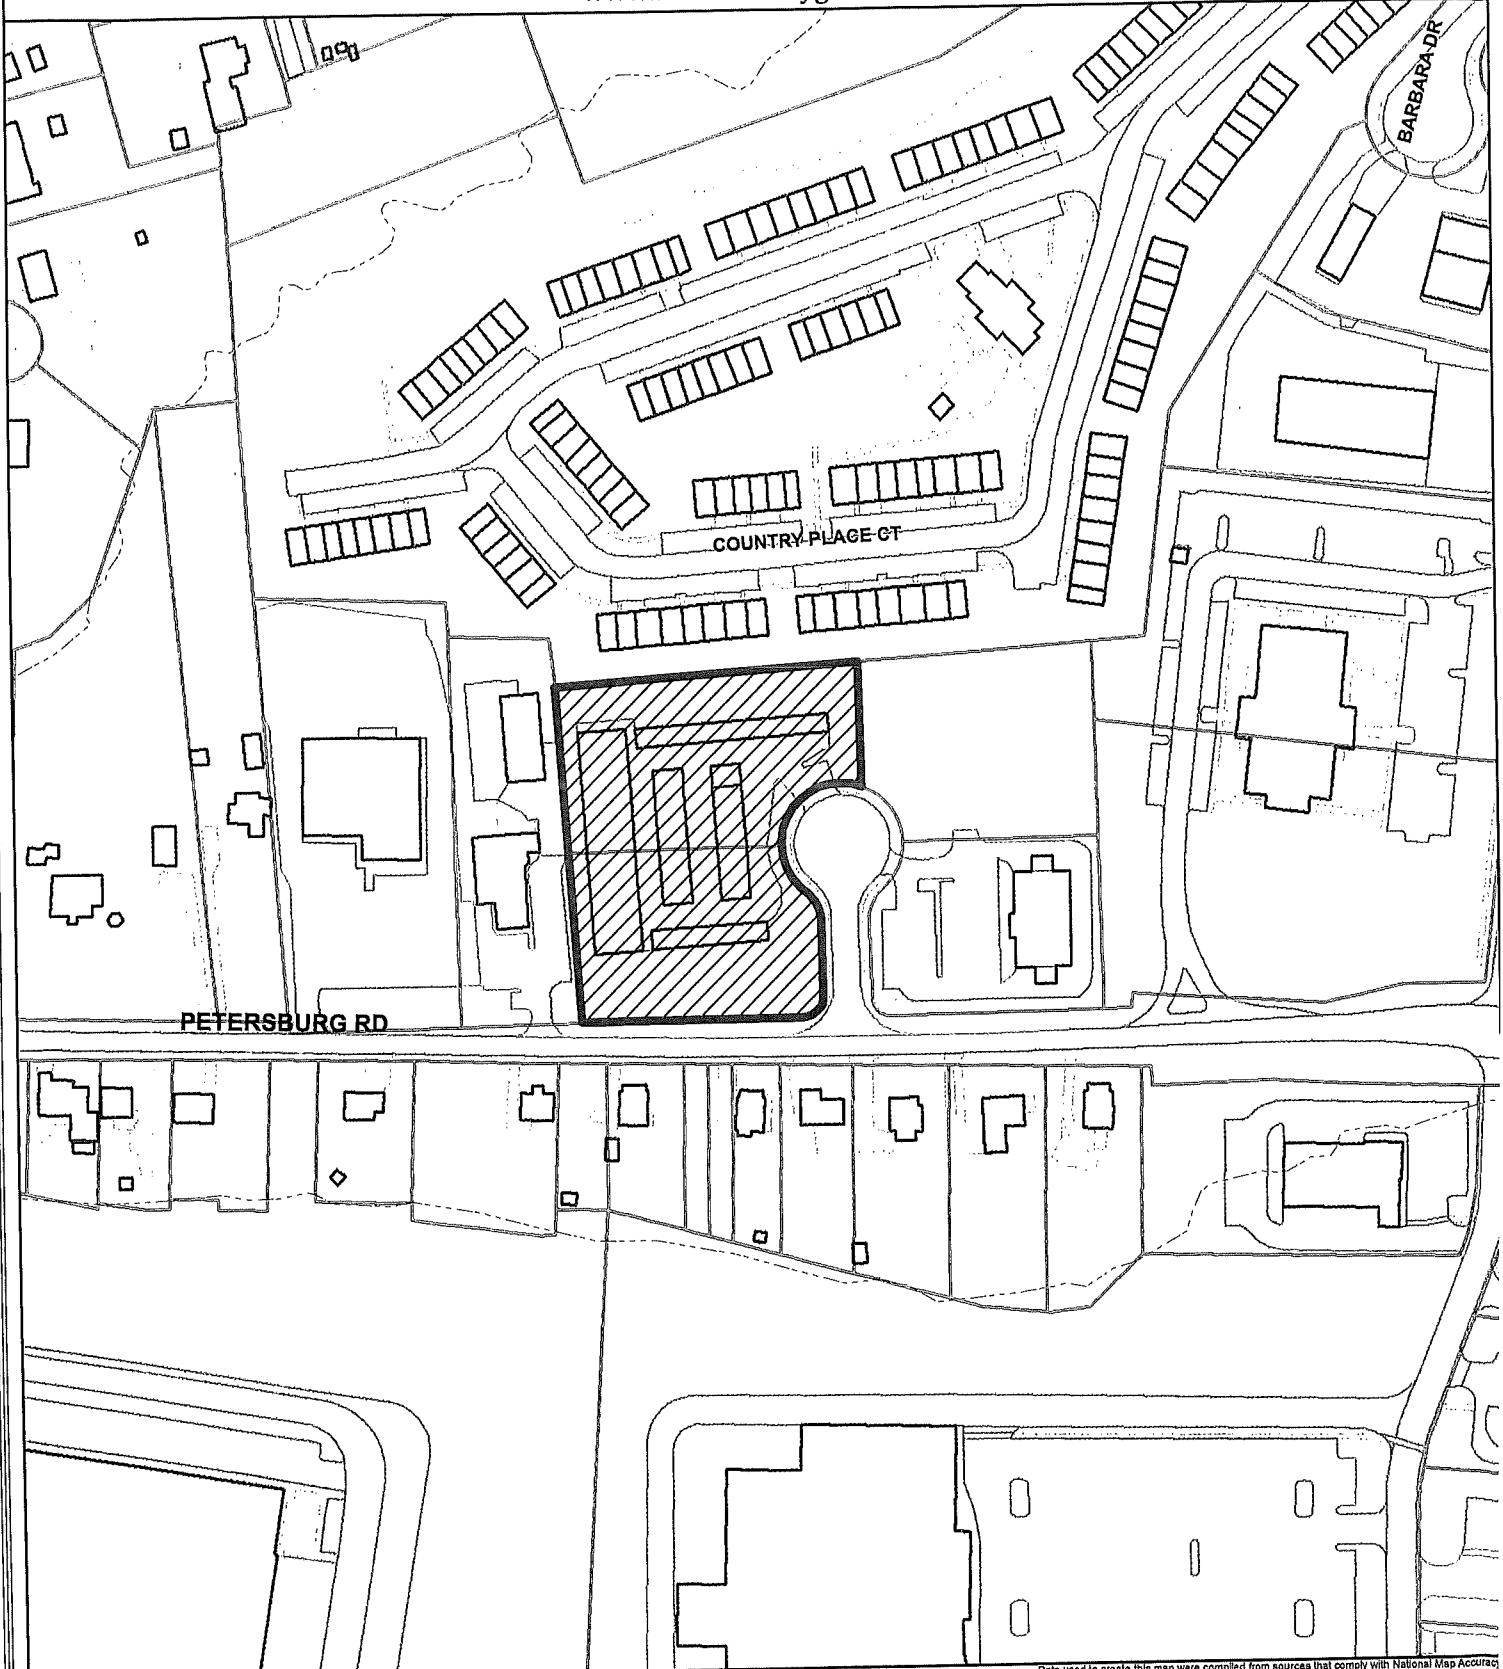 BARBARA DR
COUNTRY PLACE CT
PETERSBURG RD
Data used to create this map were compiled from sources that comply with National Map Accuracy